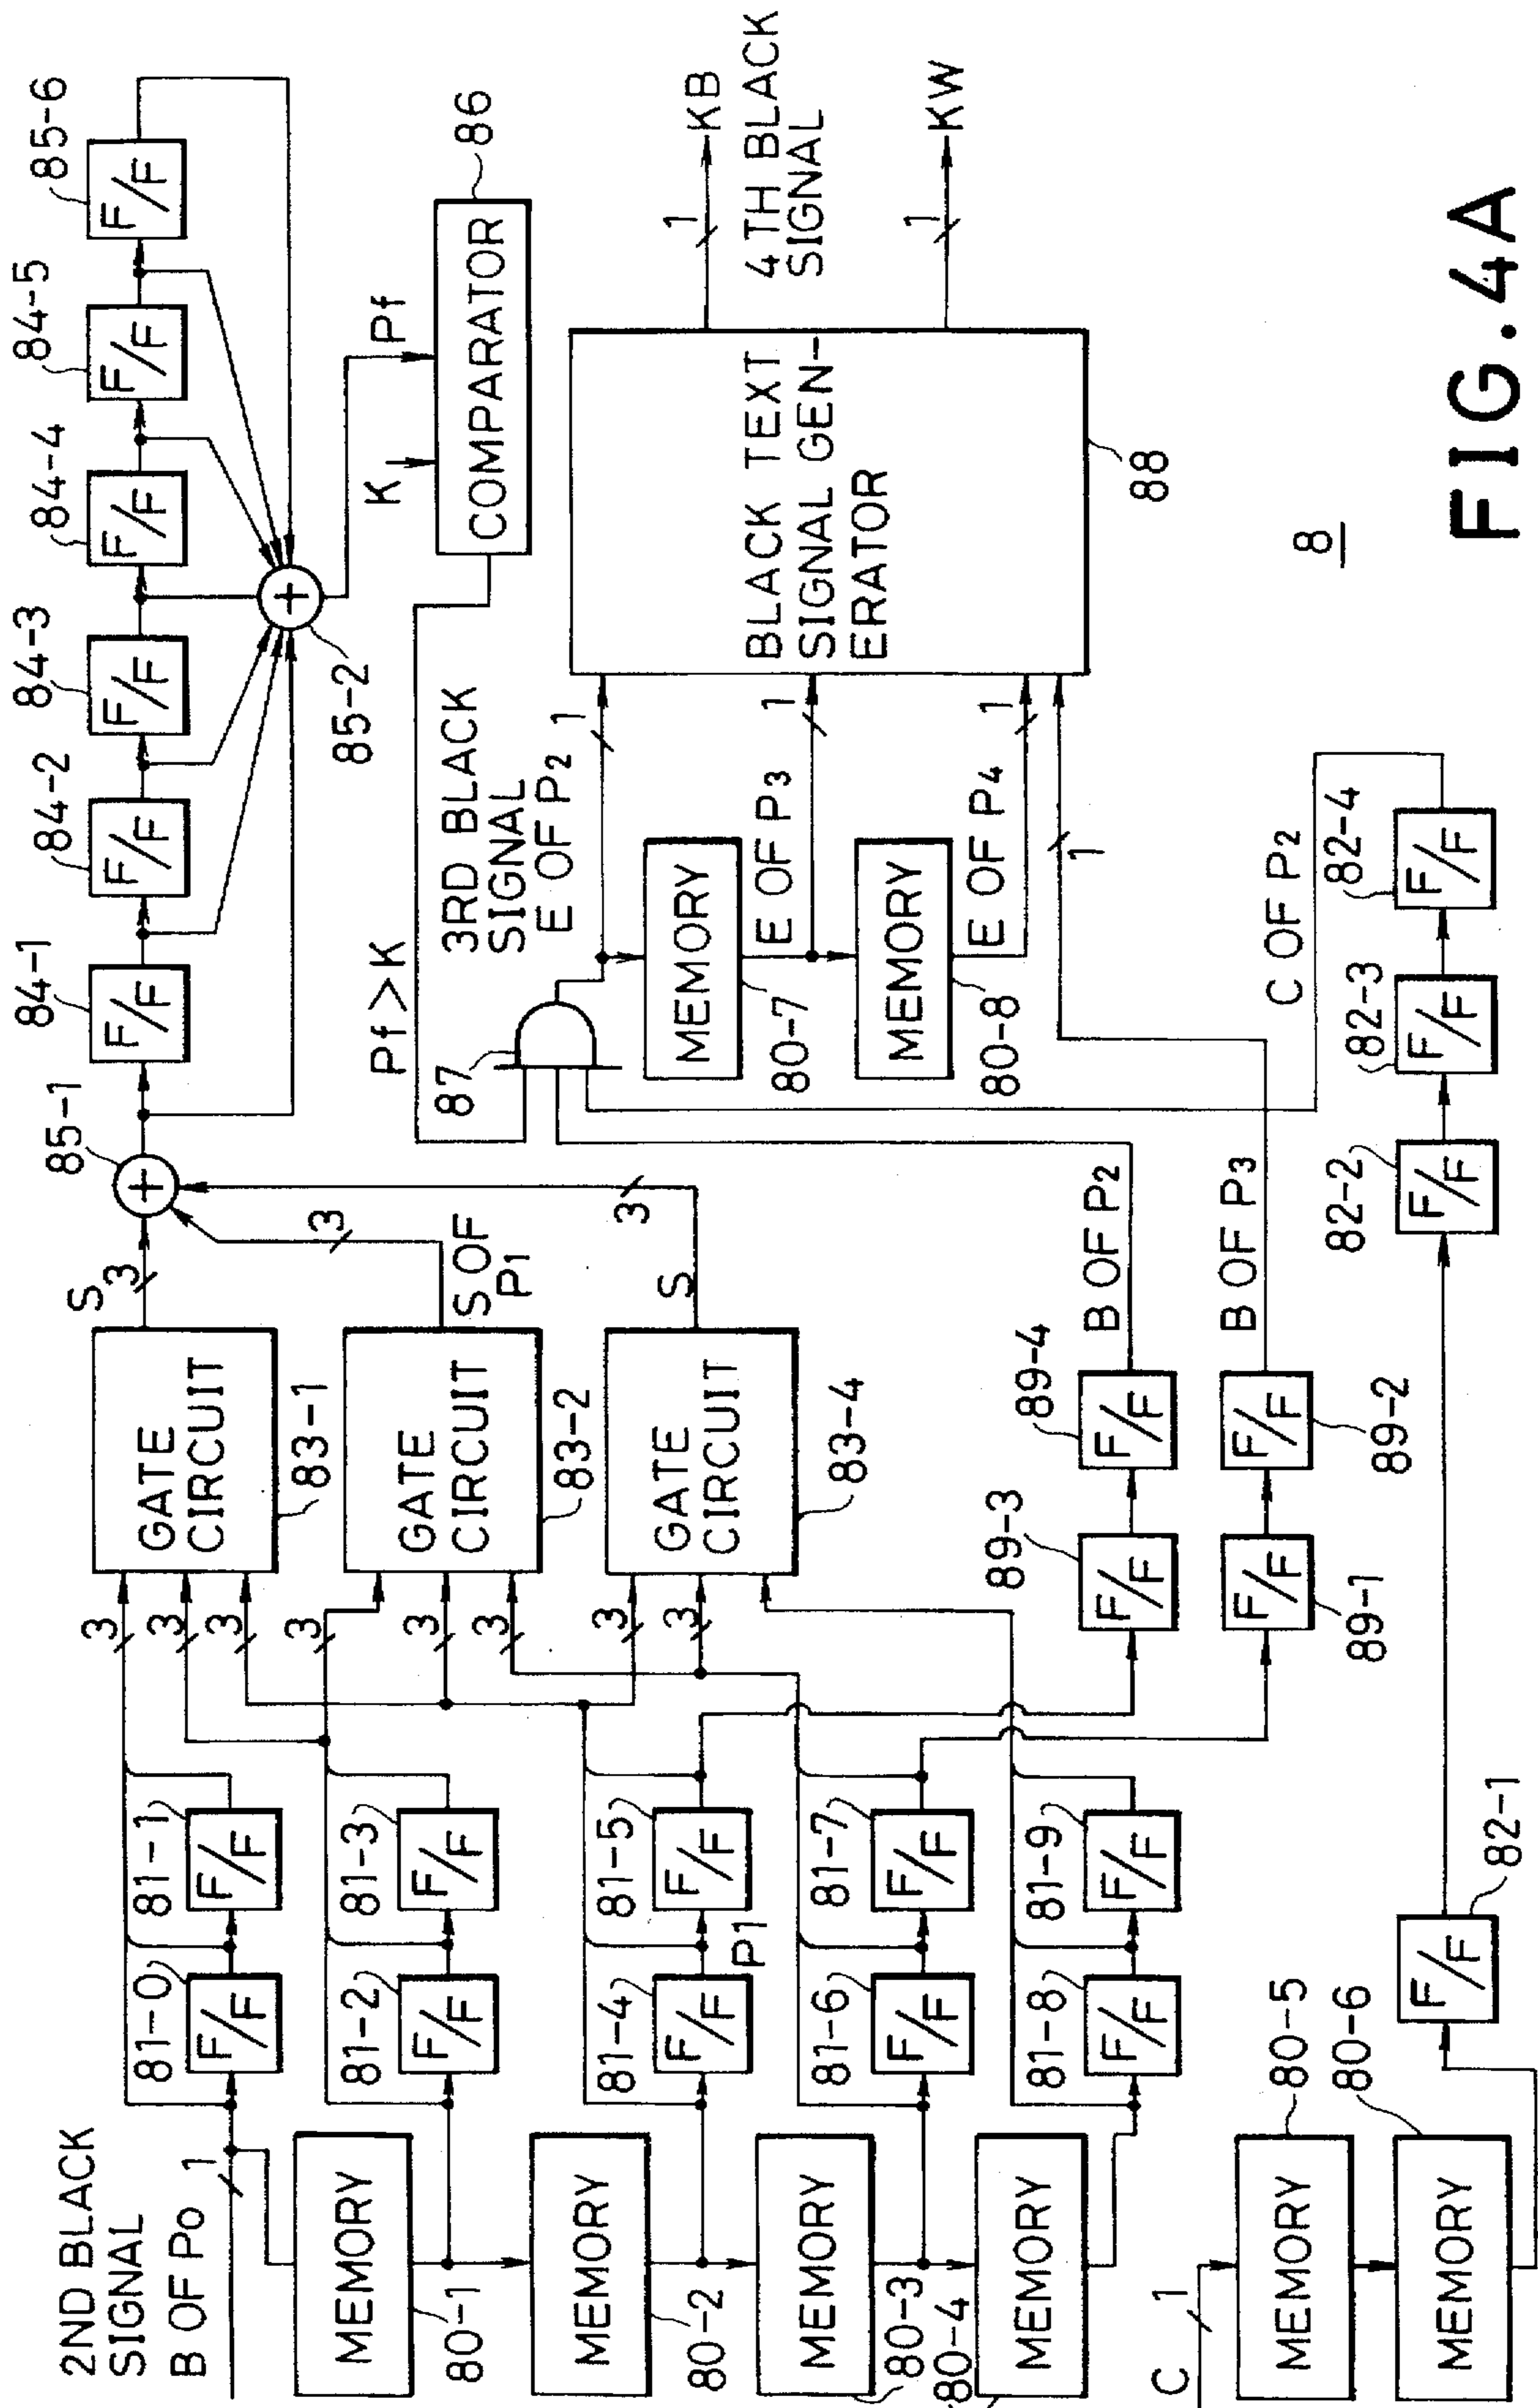 2ND BLACK
SIGNAL
B OF Po
1
MEMORY
80-1
MEMORY
80-2
MEMORY
80-3
80-4
MEMORY
C
1
MEMORY
80-5
MEMORY
80-6
81-0
F/F
81-1
F/F
81-2
F/F
81-3
F/F
81-4
F/F
P1
81-5
F/F
81-6
F/F
81-7
F/F
81-8
F/F
81-9
F/F
82-1
F/F
3
3
3
3
3
3
3
3
GATE
CIRCUIT
83-1
GATE
CIRCUIT
83-2
GATE
CIRCUIT
83-4
S
3
S OF
P1
3
S
3
89-3
F/F
89-4
F/F
B OF P2
89-1
F/F
89-2
F/F
B OF P3
82-2
F/F
82-3
F/F
82-4
F/F
C OF P2
85-1
+
84-1
F/F
84-2
F/F
84-3
F/F
84-4
F/F
84-5
F/F
85-6
F/F
85-2
+
Pf
K
COMPARATOR
86
Pf>K
87
3RD BLACK
SIGNAL
E OF P2
1
MEMORY
80-7
E OF P3
1
MEMORY
80-8
E OF P4
1
1
BLACK TEXT
SIGNAL GEN-
ERATOR
88
1
KB
4TH BLACK
SIGNAL
1
KW
8
FIG.4A